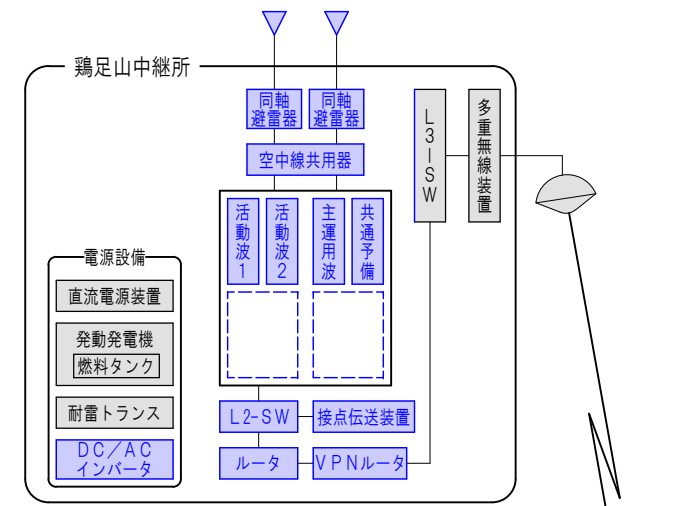 鶏足山中継所
同軸
避雷器
同軸
避雷器
空中線共用器
活動波1
活動波2
主運用波
共通予備
L3-SW
多重無線装置
電源設備
直流電源装置
発動発電機
燃料タンク
耐雷トランス
DC/AC
インバータ
L2-SW
接点伝送装置
ルータ
VPNルータ